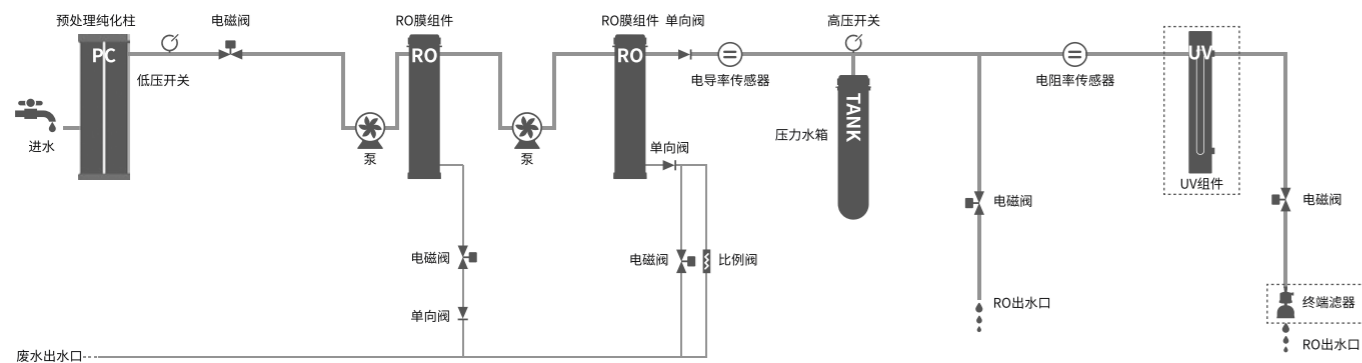 预处理纯化柱
电磁阀
RO膜组件
RO膜组件
单向阀
高压开关
PC
RO
RO
UV
低压开关
电导率传感器
电阻率传感器
TANK
压力水箱
进水
泵
泵
单向阀
UV组件
电磁阀
电磁阀
电磁阀
电磁阀
比例阀
RO出水口
终端滤器
单向阀
RO出水口
废水出水口